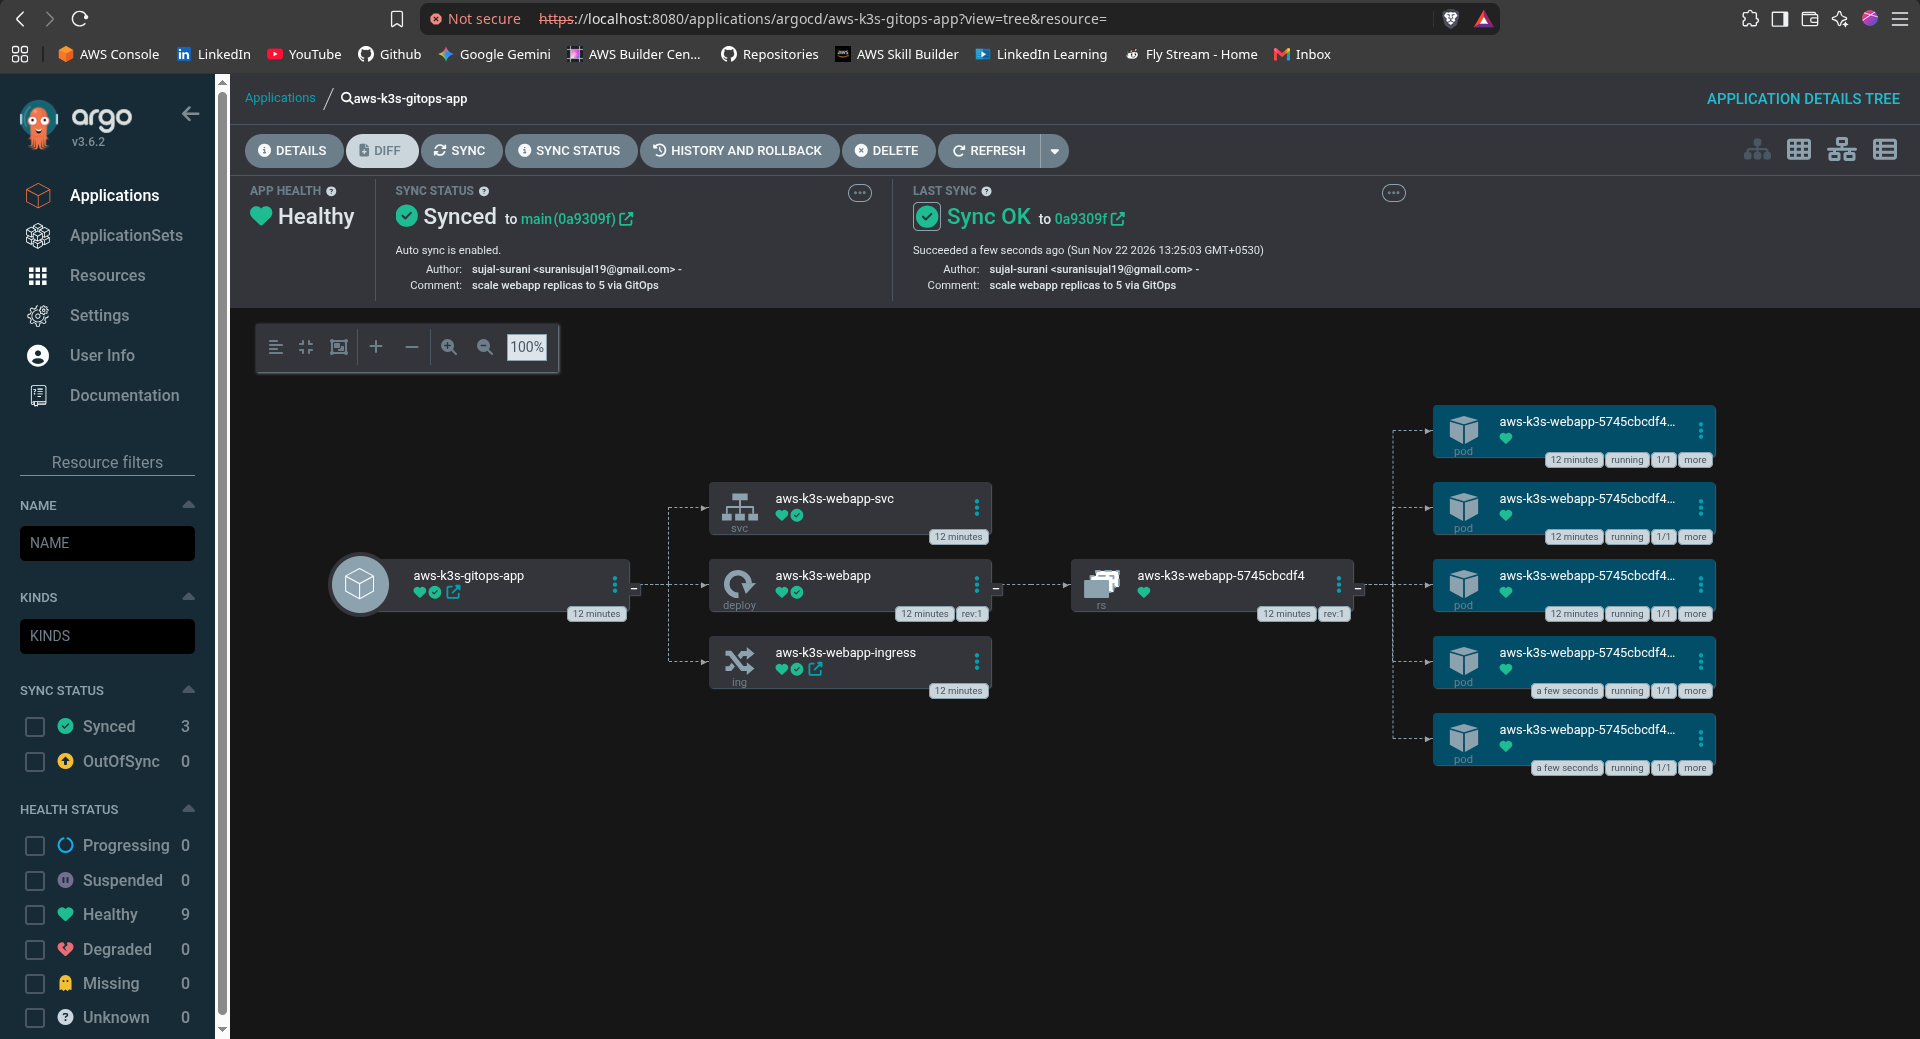 Not secure https://localhost:8080/applications/argocd/aws-k3s-gitops-app?view=tree&resource=
AWS Console LinkedIn YouTube Github Google Gemini AWS Builder Cen... Repositories AWS Skill Builder LinkedIn Learning Fly Stream - Home Inbox
argo
v3.6.2
Applications
ApplicationSets
Resources
Settings
User Info
Documentation
Resource filters
NAME
NAME
KINDS
KINDS
SYNC STATUS
Synced 3
OutOfSync 0
HEALTH STATUS
Progressing 0
Suspended 0
Healthy 9
Degraded 0
Missing 0
Unknown 0
Applications / aws-k3s-gitops-app
APPLICATION DETAILS TREE
DETAILS DIFF SYNC SYNC STATUS HISTORY AND ROLLBACK DELETE REFRESH
APP HEALTH
Healthy
SYNC STATUS
Synced to main (0a9309f)
Auto sync is enabled.
Author: sujal-surani <suranisujal19@gmail.com> -
Comment: scale webapp replicas to 5 via GitOps
LAST SYNC
Sync OK to 0a9309f
Succeeded a few seconds ago (Sun Nov 22 2026 13:25:03 GMT+0530)
Author: sujal-surani <suranisujal19@gmail.com> -
Comment: scale webapp replicas to 5 via GitOps
100%
aws-k3s-gitops-app
12 minutes
aws-k3s-webapp-svc
svc
12 minutes
aws-k3s-webapp
deploy
12 minutes rev:1
aws-k3s-webapp-ingress
ing
12 minutes
aws-k3s-webapp-5745cbcdf4
rs
12 minutes rev:1
aws-k3s-webapp-5745cbcdf4...
pod
12 minutes running 1/1 more
aws-k3s-webapp-5745cbcdf4...
pod
12 minutes running 1/1 more
aws-k3s-webapp-5745cbcdf4...
pod
12 minutes running 1/1 more
aws-k3s-webapp-5745cbcdf4...
pod
a few seconds running 1/1 more
aws-k3s-webapp-5745cbcdf4...
pod
a few seconds running 1/1 more